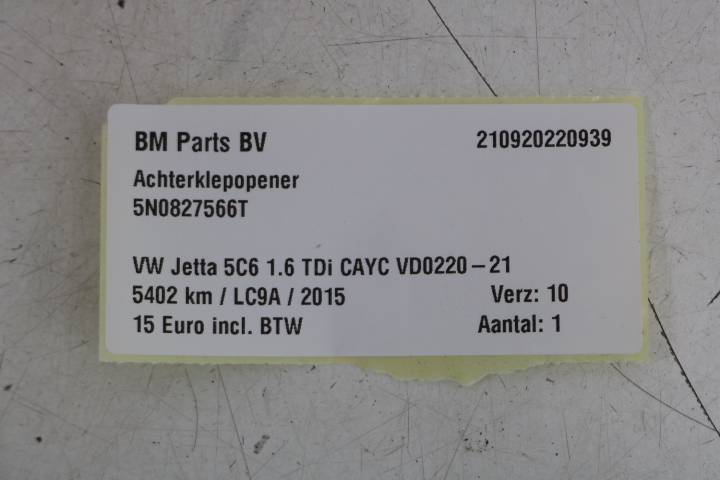 BM Parts BV 210920220939
Achterklepopener
5N0827566T
VW Jetta 5C6 1.6 TDi CAYC VD0220-21
5402 km / LC9A / 2015 Verz: 10
15 Euro incl. BTW Aantal: 1